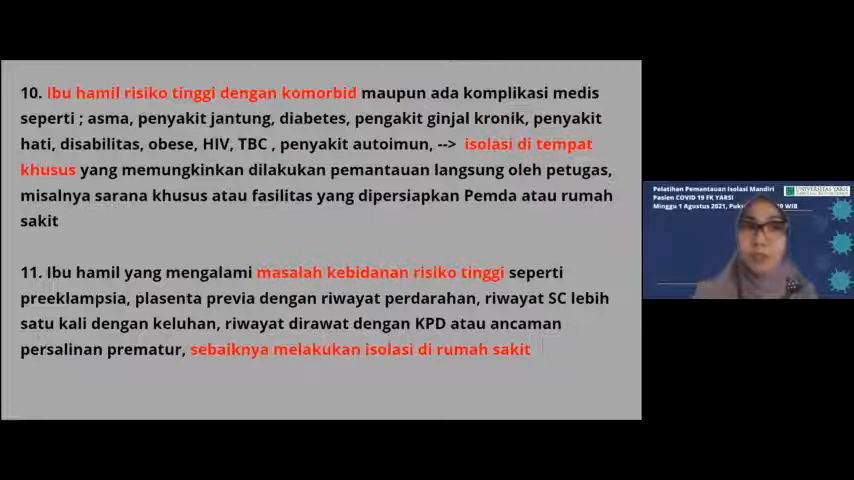 10. Ibu hamil risiko tinggi dengan komorbid maupun ada komplikasi medis
seperti ; asma, penyakit jantung, diabetes, pengakit ginjal kronik, penyakit
hati, disabilitas, obese, HIV, TBC , penyakit autoimun, --> isolasi di tempat
khusus yang memungkinkan dilakukan pemantauan langsung oleh petugas,
misalnya sarana khusus atau fasilitas yang dipersiapkan Pemda atau rumah
sakit
11. Ibu hamil yang mengalami masalah kebidanan risiko tinggi seperti
preeklampsia, plasenta previa dengan riwayat perdarahan, riwayat SC lebih
satu kali dengan keluhan, riwayat dirawat dengan KPD atau ancaman
persalinan prematur, sebaiknya melakukan isolasi di rumah sakit
Pelatihan Pemantauan Isolasi Mandiri
Pasien COVID 19 FK YARSI
Minggu 1 Agustus 2021, WIB
UNIVERSITAS YARSI